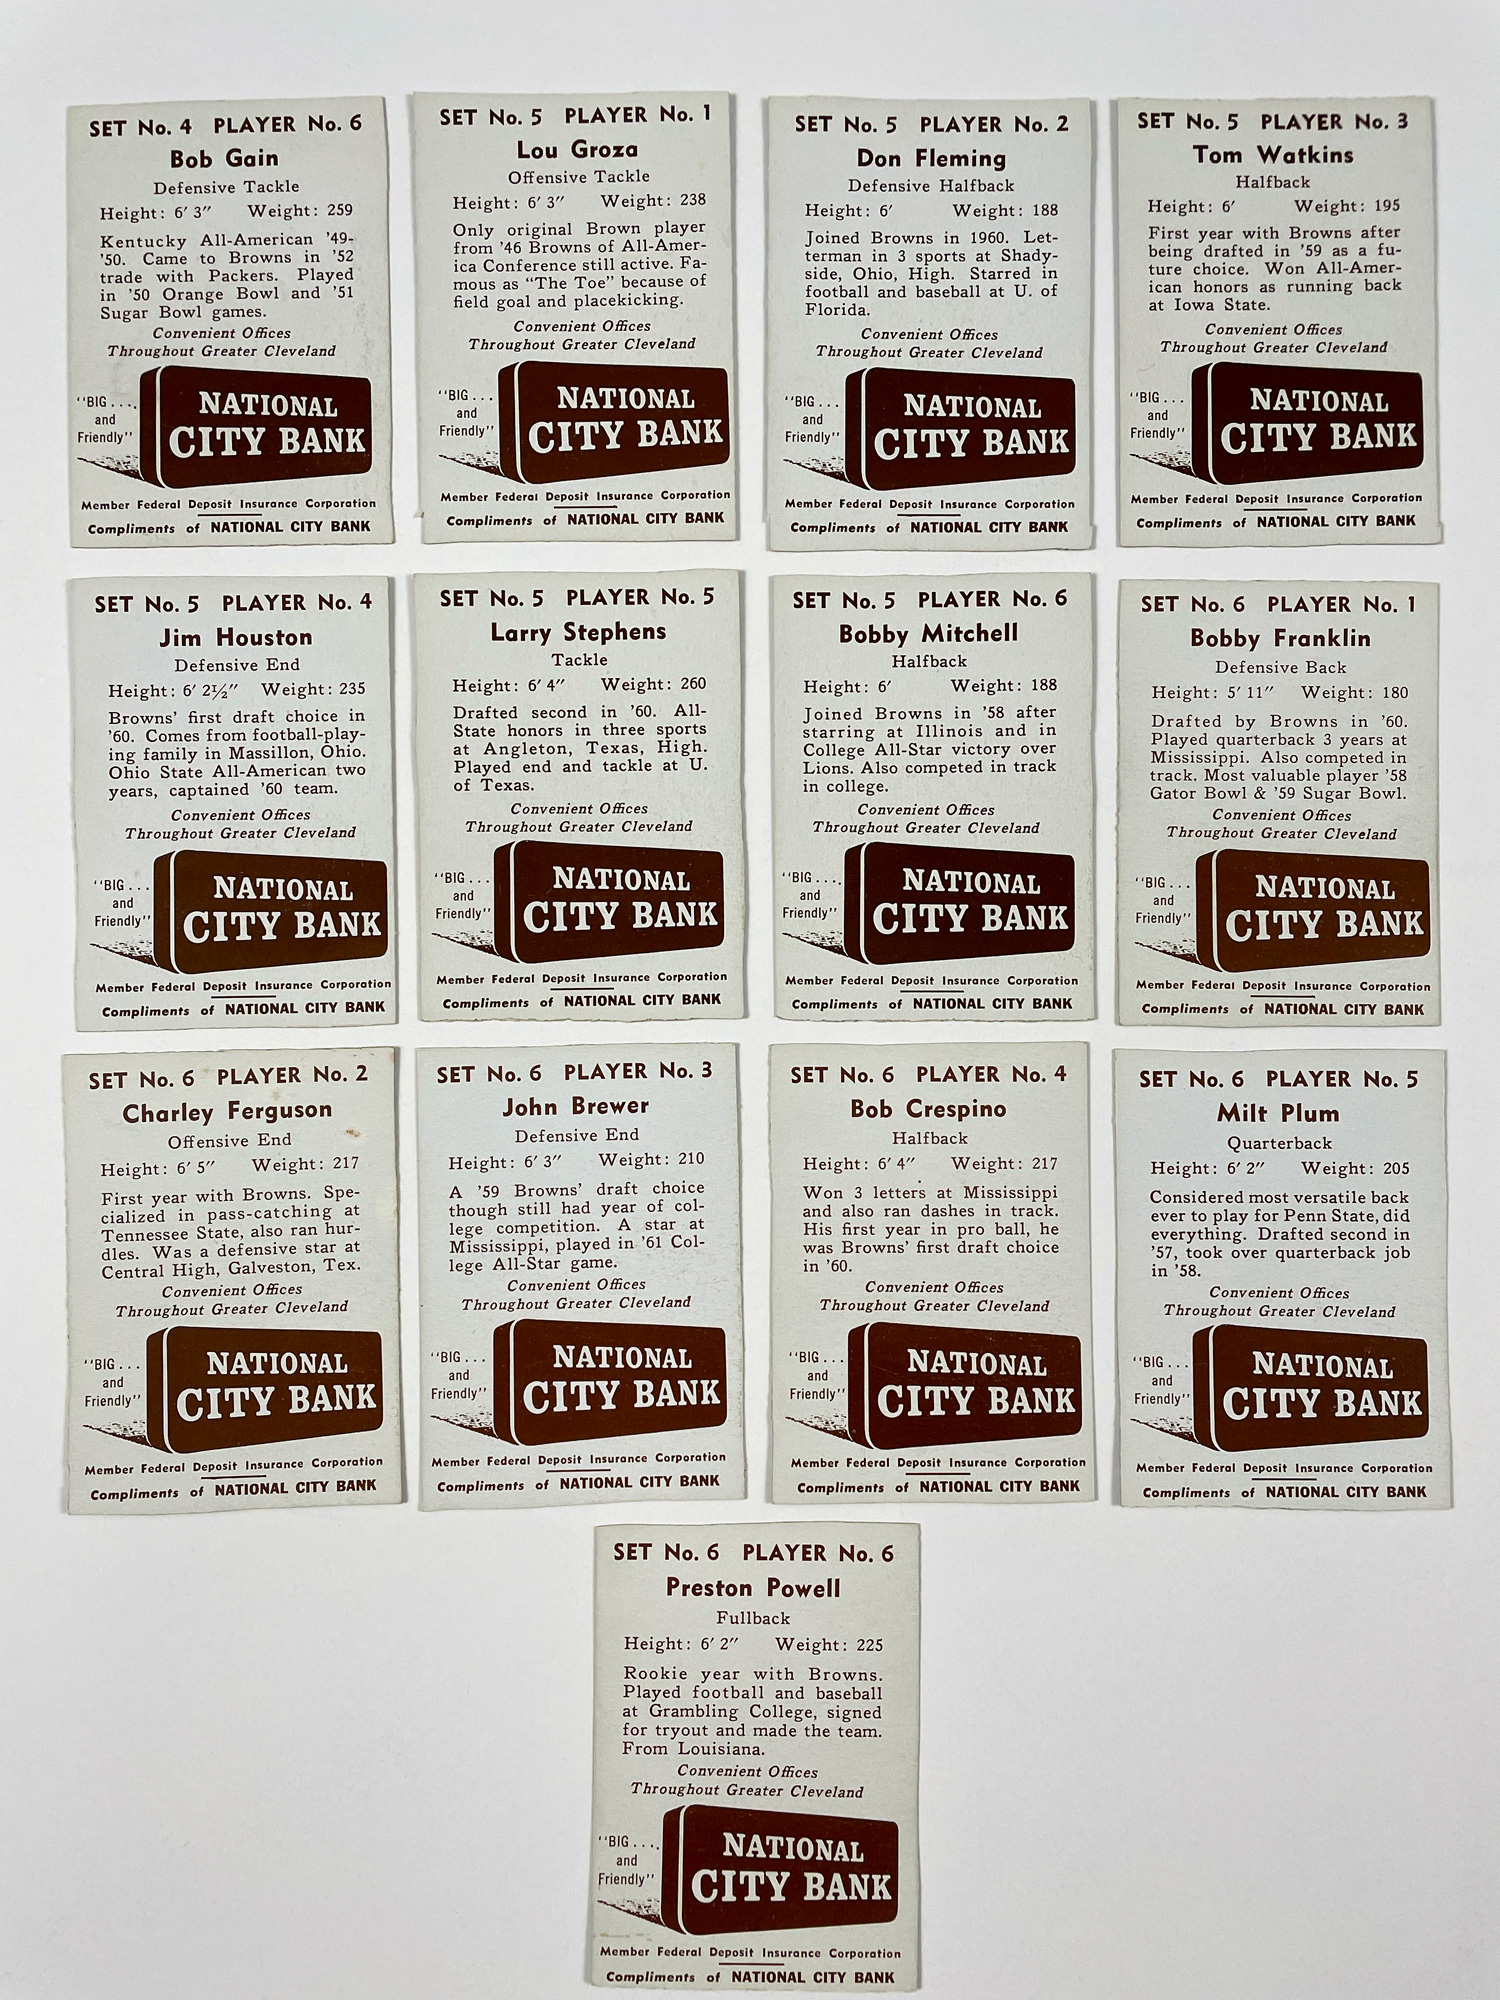 SET No. 4 PLAYER No. 6
Bob Gain
Defensive Tackle
Height: 6′ 3″ Weight: 259
Kentucky All-American ’49-
’50. Came to Browns in ’52
trade with Packers. Played
in ’50 Orange Bowl and ’51
Sugar Bowl games.
Convenient Offices
Throughout Greater Cleveland
"BIG . . .
and
Friendly"
NATIONAL
CITY BANK
Member Federal Deposit Insurance Corporation
Compliments of NATIONAL CITY BANK
SET No. 5 PLAYER No. 1
Lou Groza
Offensive Tackle
Height: 6′ 3″ Weight: 238
Only original Brown player
from ’46 Browns of All-Amer-
ica Conference still active. Fa-
mous as “The Toe” because of
field goal and placekicking.
Convenient Offices
Throughout Greater Cleveland
"BIG . . .
and
Friendly"
NATIONAL
CITY BANK
Member Federal Deposit Insurance Corporation
Compliments of NATIONAL CITY BANK
SET No. 5 PLAYER No. 2
Don Fleming
Defensive Halfback
Height: 6′ Weight: 188
Joined Browns in 1960. Let-
terman in 3 sports at Shady-
side, Ohio, High. Starred in
football and baseball at U. of
Florida.
Convenient Offices
Throughout Greater Cleveland
"BIG . . .
and
Friendly"
NATIONAL
CITY BANK
Member Federal Deposit Insurance Corporation
Compliments of NATIONAL CITY BANK
SET No. 5 PLAYER No. 3
Tom Watkins
Halfback
Height: 6′ Weight: 195
First year with Browns after
being drafted in ’59 as a fu-
ture choice. Won All-Amer-
ican honors as running back
at Iowa State.
Convenient Offices
Throughout Greater Cleveland
"BIG . . .
and
Friendly"
NATIONAL
CITY BANK
Member Federal Deposit Insurance Corporation
Compliments of NATIONAL CITY BANK
SET No. 5 PLAYER No. 4
Jim Houston
Defensive End
Height: 6′ 2½″ Weight: 235
Browns’ first draft choice in
’60. Comes from football-play-
ing family in Massillon, Ohio.
Ohio State All-American two
years, captained ’60 team.
Convenient Offices
Throughout Greater Cleveland
"BIG . . .
and
Friendly"
NATIONAL
CITY BANK
Member Federal Deposit Insurance Corporation
Compliments of NATIONAL CITY BANK
SET No. 5 PLAYER No. 5
Larry Stephens
Tackle
Height: 6′ 4″ Weight: 260
Drafted second in ’60. All-
State honors in three sports
at Angleton, Texas, High.
Played end and tackle at U.
of Texas.
Convenient Offices
Throughout Greater Cleveland
"BIG . . .
and
Friendly"
NATIONAL
CITY BANK
Member Federal Deposit Insurance Corporation
Compliments of NATIONAL CITY BANK
SET No. 5 PLAYER No. 6
Bobby Mitchell
Halfback
Height: 6′ Weight: 188
Joined Browns in ’58 after
starring at Illinois and in
College All-Star victory over
Lions. Also competed in track
in college.
Convenient Offices
Throughout Greater Cleveland
"BIG . . .
and
Friendly"
NATIONAL
CITY BANK
Member Federal Deposit Insurance Corporation
Compliments of NATIONAL CITY BANK
SET No. 6 PLAYER No. 1
Bobby Franklin
Defensive Back
Height: 5′ 11″ Weight: 180
Drafted by Browns in ’60.
Played quarterback 3 years at
Mississippi. Also competed in
track. Most valuable player ’58
Gator Bowl & ’59 Sugar Bowl.
Convenient Offices
Throughout Greater Cleveland
"BIG . . .
and
Friendly"
NATIONAL
CITY BANK
Member Federal Deposit Insurance Corporation
Compliments of NATIONAL CITY BANK
SET No. 6 PLAYER No. 2
Charley Ferguson
Offensive End
Height: 6′ 5″ Weight: 217
First year with Browns. Spe-
cialized in pass-catching at
Tennessee State, also ran hur-
dles. Was a defensive star at
Central High, Galveston, Tex.
Convenient Offices
Throughout Greater Cleveland
"BIG . . .
and
Friendly"
NATIONAL
CITY BANK
Member Federal Deposit Insurance Corporation
Compliments of NATIONAL CITY BANK
SET No. 6 PLAYER No. 3
John Brewer
Defensive End
Height: 6′ 3″ Weight: 210
A ’59 Browns’ draft choice
though still had year of col-
lege competition. A star at
Mississippi, played in ’61 Col-
lege All-Star game.
Convenient Offices
Throughout Greater Cleveland
"BIG . . .
and
Friendly"
NATIONAL
CITY BANK
Member Federal Deposit Insurance Corporation
Compliments of NATIONAL CITY BANK
SET No. 6 PLAYER No. 4
Bob Crespino
Halfback
Height: 6′ 4″ Weight: 217
Won 3 letters at Mississippi
and also ran dashes in track.
His first year in pro ball, he
was Browns’ first draft choice
in ’60.
Convenient Offices
Throughout Greater Cleveland
"BIG . . .
and
Friendly"
NATIONAL
CITY BANK
Member Federal Deposit Insurance Corporation
Compliments of NATIONAL CITY BANK
SET No. 6 PLAYER No. 5
Milt Plum
Quarterback
Height: 6′ 2″ Weight: 205
Considered most versatile back
ever to play for Penn State, did
everything. Drafted second in
’57, took over quarterback job
in ’58.
Convenient Offices
Throughout Greater Cleveland
"BIG . . .
and
Friendly"
NATIONAL
CITY BANK
Member Federal Deposit Insurance Corporation
Compliments of NATIONAL CITY BANK
SET No. 6 PLAYER No. 6
Preston Powell
Fullback
Height: 6′ 2″ Weight: 225
Rookie year with Browns.
Played football and baseball
at Grambling College, signed
for tryout and made the team.
From Louisiana.
Convenient Offices
Throughout Greater Cleveland
"BIG . . .
and
Friendly"
NATIONAL
CITY BANK
Member Federal Deposit Insurance Corporation
Compliments of NATIONAL CITY BANK